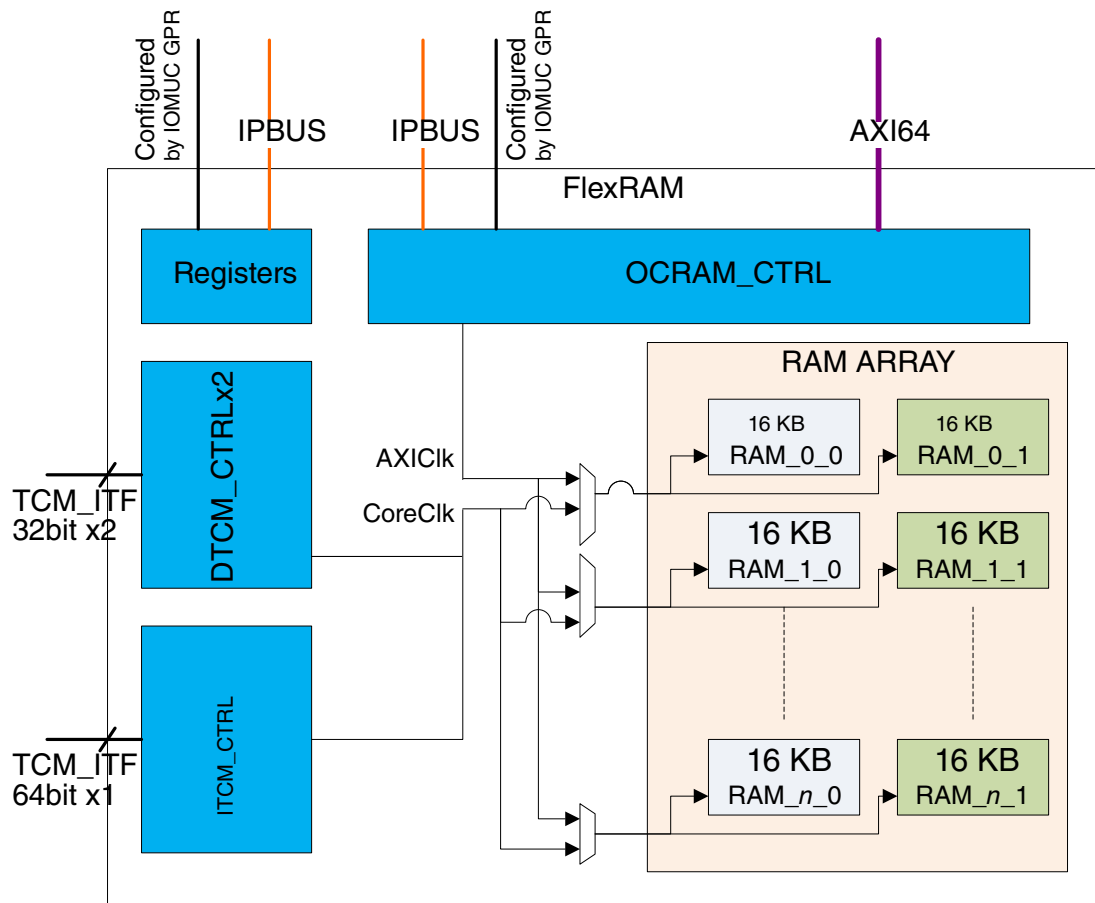 Configured
by IOMUC GPR
IPBUS
IPBUS
Configured
by IOMUC GPR
AXI64
FlexRAM
Registers
OCRAM_CTRL
DTCM_CTRLx2
RAM ARRAY
16 KB
RAM_0_0
16 KB
RAM_0_1
AXIClk
TCM_ITF
32bit x2
CoreClk
16 KB
RAM_1_0
16 KB
RAM_1_1
ITCM_CTRL
TCM_ITF
64bit x1
16 KB
RAM_n_0
16 KB
RAM_n_1